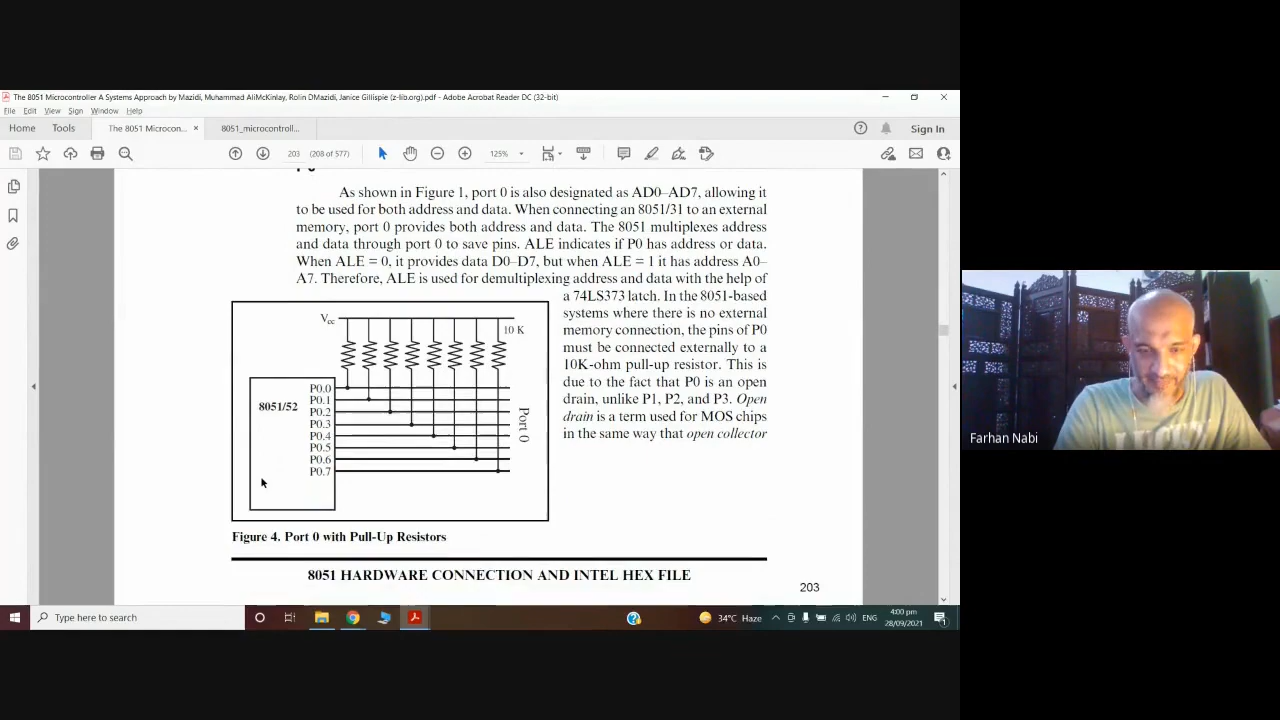 The 8051 Microcontroller A Systems Approach by Mazidi, Muhammad AliMcKinlay, Rolin DMazidi, Janice Gillispie (z-lib.org).pdf - Adobe Acrobat Reader DC (32-bit)
File Edit View Sign Window Help
Home Tools The 8051 Microcon... × 8051_microcontroll... Sign In
203 (208 of 577) 125%
As shown in Figure 1, port 0 is also designated as AD0–AD7, allowing it
to be used for both address and data. When connecting an 8051/31 to an external
memory, port 0 provides both address and data. The 8051 multiplexes address
and data through port 0 to save pins. ALE indicates if P0 has address or data.
When ALE = 0, it provides data D0–D7, but when ALE = 1 it has address A0–
A7. Therefore, ALE is used for demultiplexing address and data with the help of
a 74LS373 latch. In the 8051-based
systems where there is no external
memory connection, the pins of P0
must be connected externally to a
10K-ohm pull-up resistor. This is
due to the fact that P0 is an open
drain, unlike P1, P2, and P3. Open
drain is a term used for MOS chips
in the same way that open collector
Vcc
10 K
8051/52
P0.0
P0.1
P0.2
P0.3
P0.4
P0.5
P0.6
P0.7
Port 0
Figure 4. Port 0 with Pull-Up Resistors
8051 HARDWARE CONNECTION AND INTEL HEX FILE
203
Type here to search
34°C Haze
ENG
4:00 pm
28/09/2021
Farhan Nabi